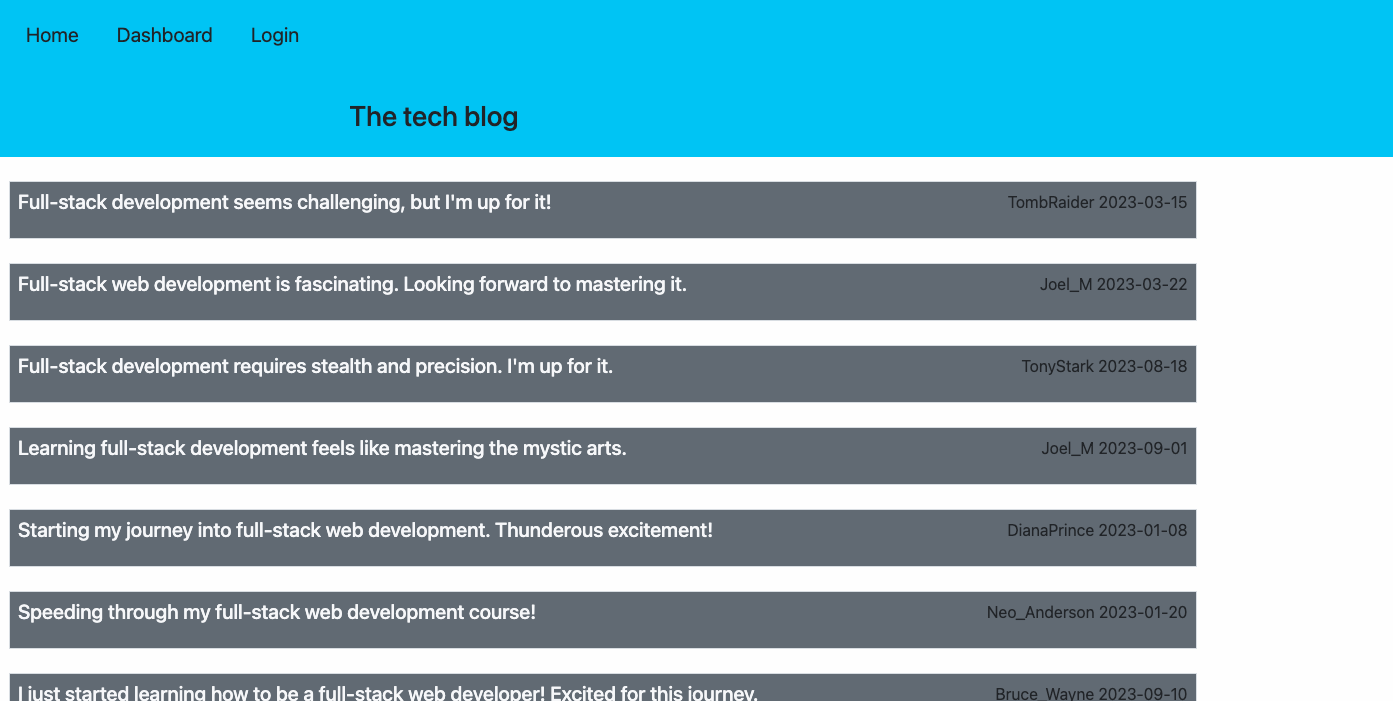 Home Dashboard Login
The tech blog
Full-stack development seems challenging, but I'm up for it! TombRaider 2023-03-15
Full-stack web development is fascinating. Looking forward to mastering it. Joel_M 2023-03-22
Full-stack development requires stealth and precision. I'm up for it. TonyStark 2023-08-18
Learning full-stack development feels like mastering the mystic arts. Joel_M 2023-09-01
Starting my journey into full-stack web development. Thunderous excitement! DianaPrince 2023-01-08
Speeding through my full-stack web development course! Neo_Anderson 2023-01-20
I just started learning how to be a full-stack web developer! Excited for this journey. Bruce_Wayne 2023-09-10